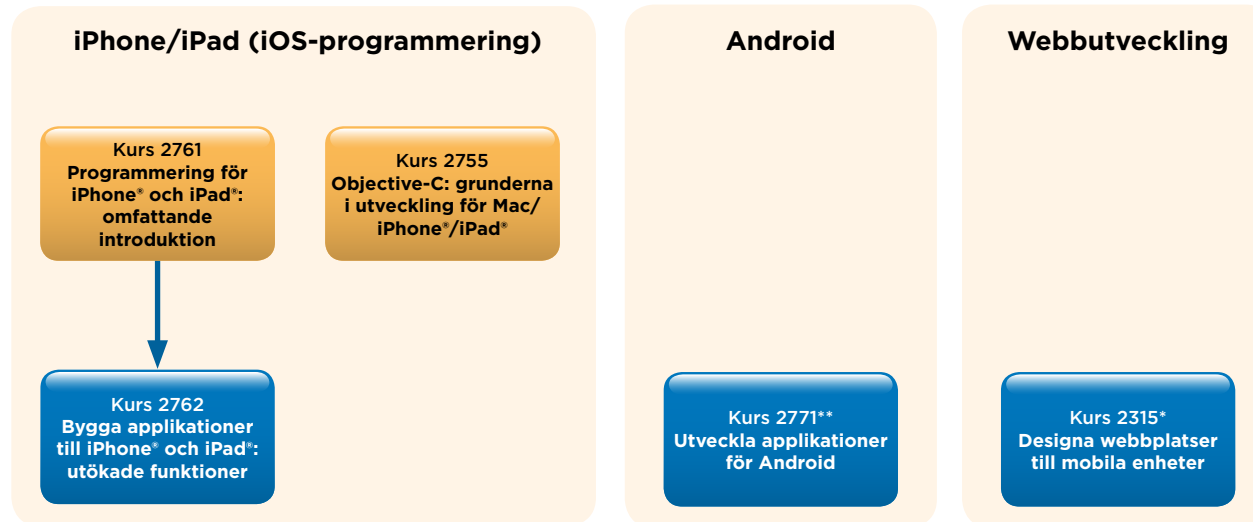 iPhone/iPad (iOS-programmering)
Kurs 2761
Programmering för
iPhone® och iPad®:
omfattande
introduktion
Kurs 2755
Objective-C: grunderna
i utveckling för Mac/
iPhone®/iPad®
Kurs 2762
Bygga applikationer
till iPhone® och iPad®:
utökade funktioner
Android
Kurs 2771**
Utveckla applikationer
för Android
Webbutveckling
Kurs 2315*
Designa webbplatser
till mobila enheter